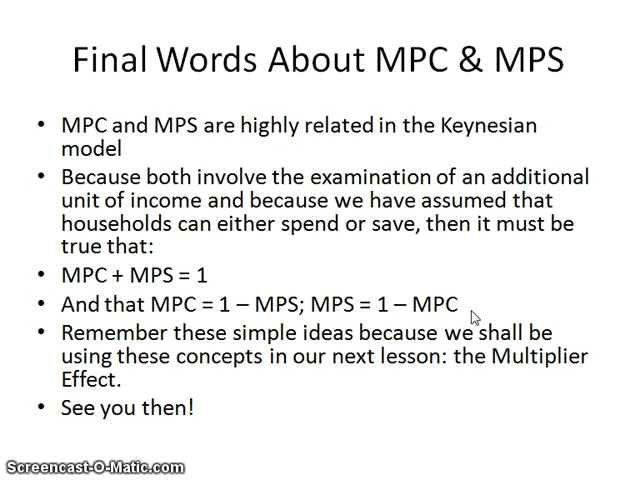 Final Words About MPC & MPS
• MPC and MPS are highly related in the Keynesian
model
• Because both involve the examination of an additional
unit of income and because we have assumed that
households can either spend or save, then it must be
true that:
• MPC + MPS = 1
• And that MPC = 1 – MPS; MPS = 1 – MPC
• Remember these simple ideas because we shall be
using these concepts in our next lesson: the Multiplier
Effect.
• See you then!
Screencast-O-Matic.com